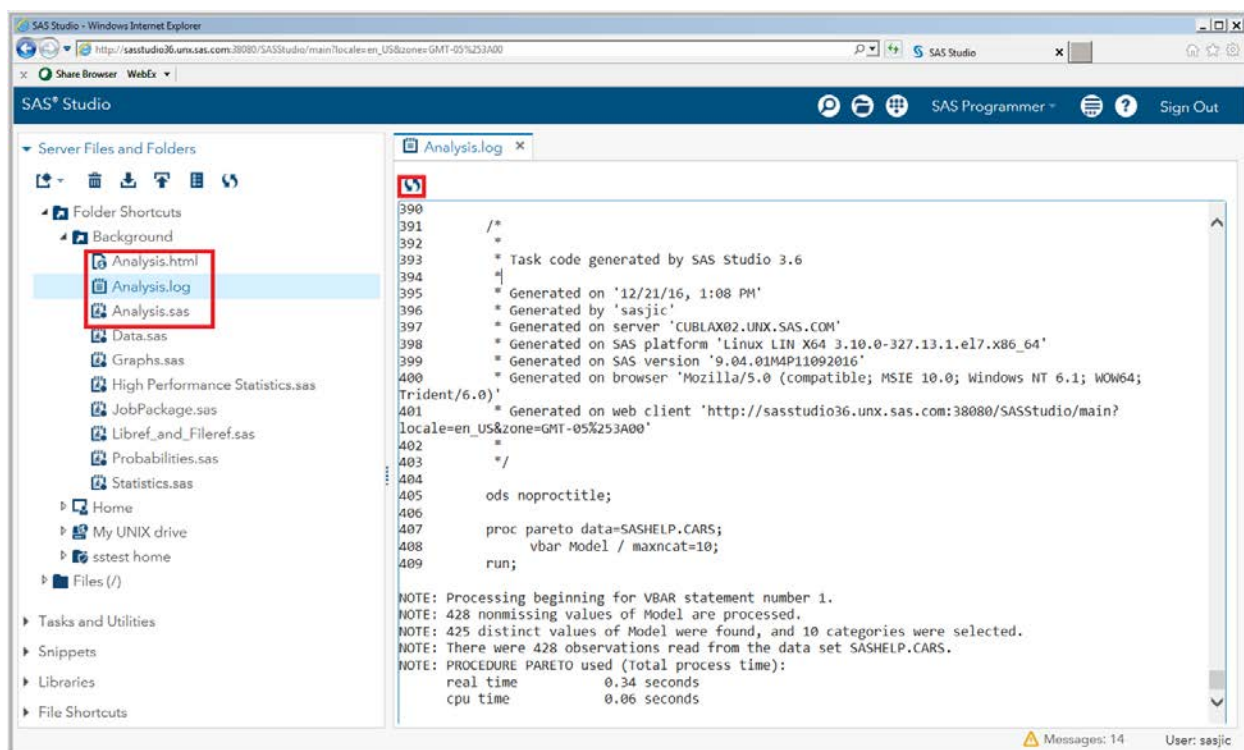 SAS Studio - Windows Internet Explorer
http://sasstudio36.unx.sas.com:38080/SASStudio/main?locale=en_US&zone=GMT-05%253A00
SAS Studio
x Share Browser WebEx
SAS® Studio
SAS Programmer
Sign Out
Server Files and Folders
Folder Shortcuts
Background
Analysis.html
Analysis.log
Analysis.sas
Data.sas
Graphs.sas
High Performance Statistics.sas
JobPackage.sas
Libref_and_Fileref.sas
Probabilities.sas
Statistics.sas
Home
My UNIX drive
sstest home
Files (/)
Tasks and Utilities
Snippets
Libraries
File Shortcuts
Analysis.log ×
390
391 /*
392 *
393 * Task code generated by SAS Studio 3.6
394 *
395 * Generated on '12/21/16, 1:08 PM'
396 * Generated by 'sasjic'
397 * Generated on server 'CUBLAX02.UNX.SAS.COM'
398 * Generated on SAS platform 'Linux LIN X64 3.10.0-327.13.1.el7.x86_64'
399 * Generated on SAS version '9.04.01M4P11092016'
400 * Generated on browser 'Mozilla/5.0 (compatible; MSIE 10.0; Windows NT 6.1; WOW64;
Trident/6.0)'
401 * Generated on web client 'http://sasstudio36.unx.sas.com:38080/SASStudio/main?
locale=en_US&zone=GMT-05%253A00'
402 *
403 */
404
405 ods noproctitle;
406
407 proc pareto data=SASHELP.CARS;
408 vbar Model / maxncat=10;
409 run;
NOTE: Processing beginning for VBAR statement number 1.
NOTE: 428 nonmissing values of Model are processed.
NOTE: 425 distinct values of Model were found, and 10 categories were selected.
NOTE: There were 428 observations read from the data set SASHELP.CARS.
NOTE: PROCEDURE PARETO used (Total process time):
real time 0.34 seconds
cpu time 0.06 seconds
Messages: 14
User: sasjic